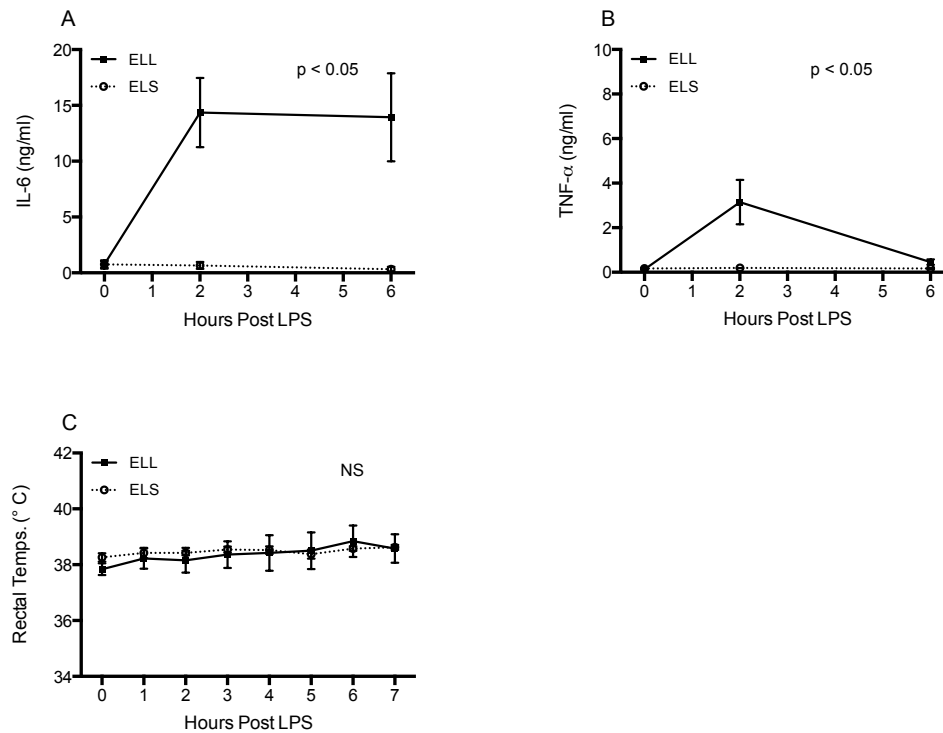 A
ELL
ELS
p < 0.05
20
15
10
5
0
IL-6 (ng/ml)
0 1 2 3 4 5 6
Hours Post LPS
B
ELL
ELS
p < 0.05
10
8
6
4
2
0
TNF-α (ng/ml)
0 1 2 3 4 5 6
Hours Post LPS
C
ELL
ELS
NS
42
40
38
36
34
Rectal Temps. (° C)
0 1 2 3 4 5 6 7
Hours Post LPS